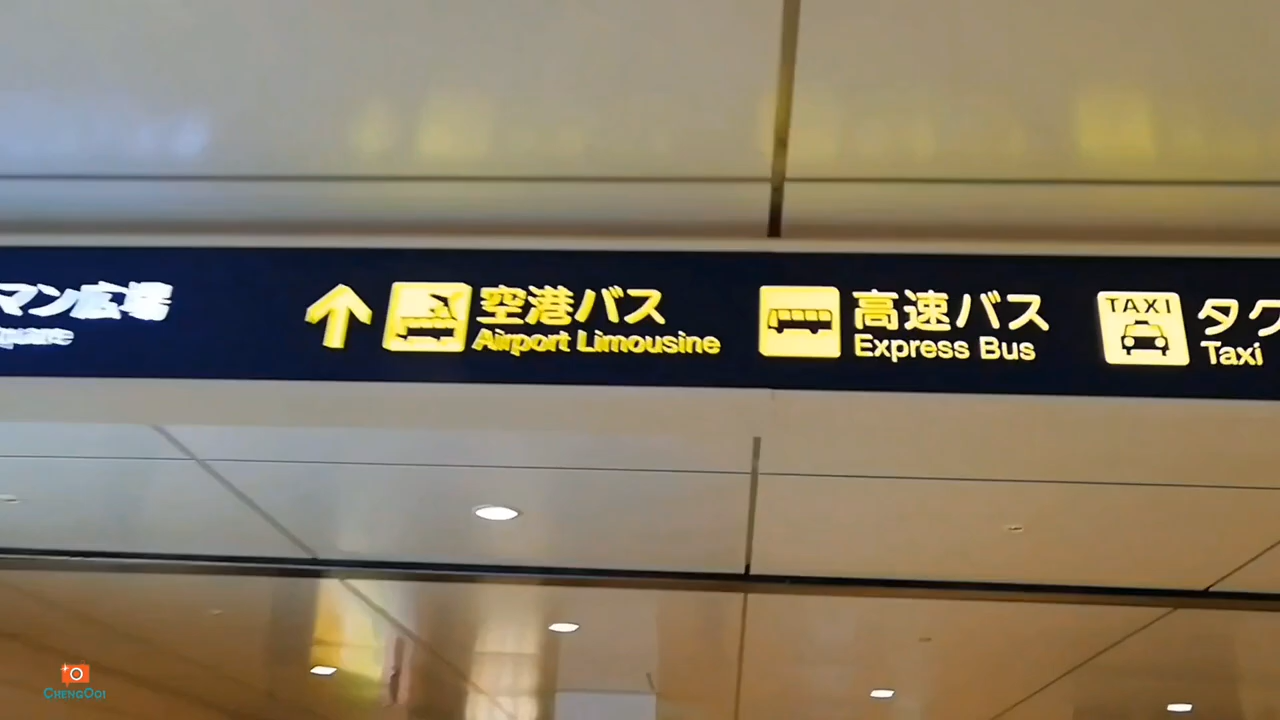 マン広場
空港バス
Airport Limousine
高速バス
Express Bus
TAXI
タク
Taxi
CHENGOOI